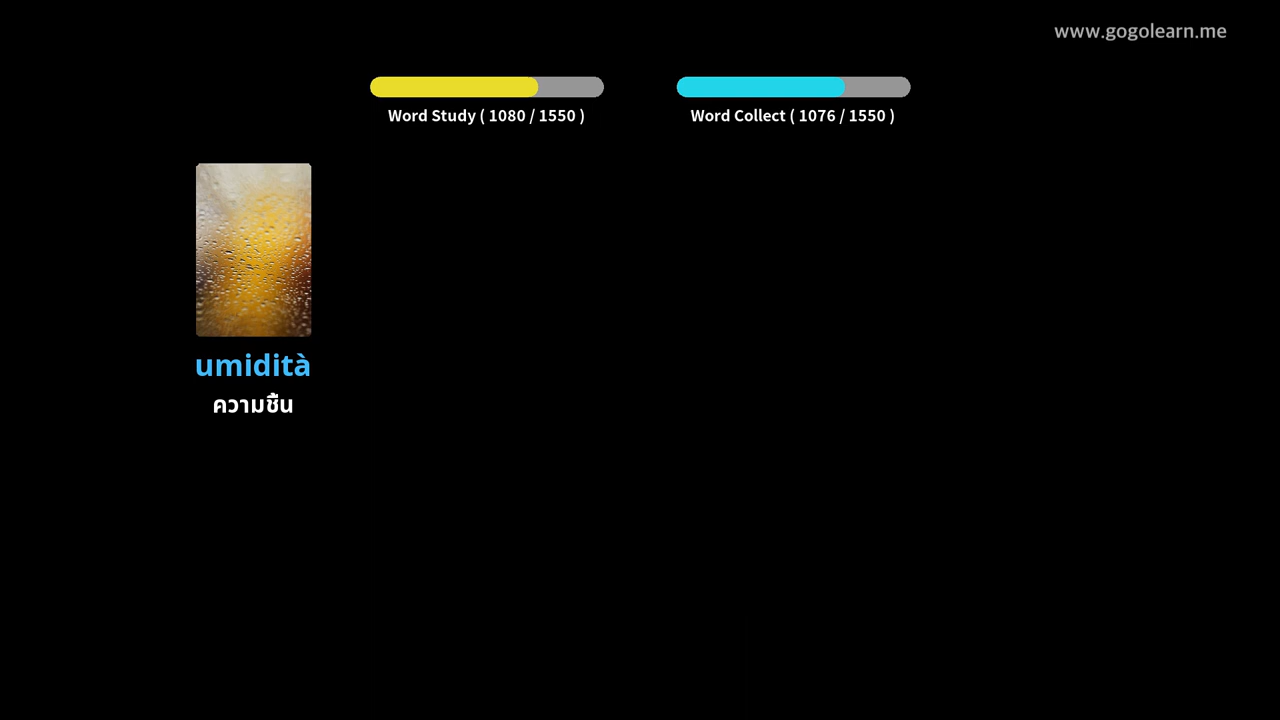 www.gogolearn.me
Word Study ( 1080 / 1550 )
Word Collect ( 1076 / 1550 )
umidità
ความชื้น